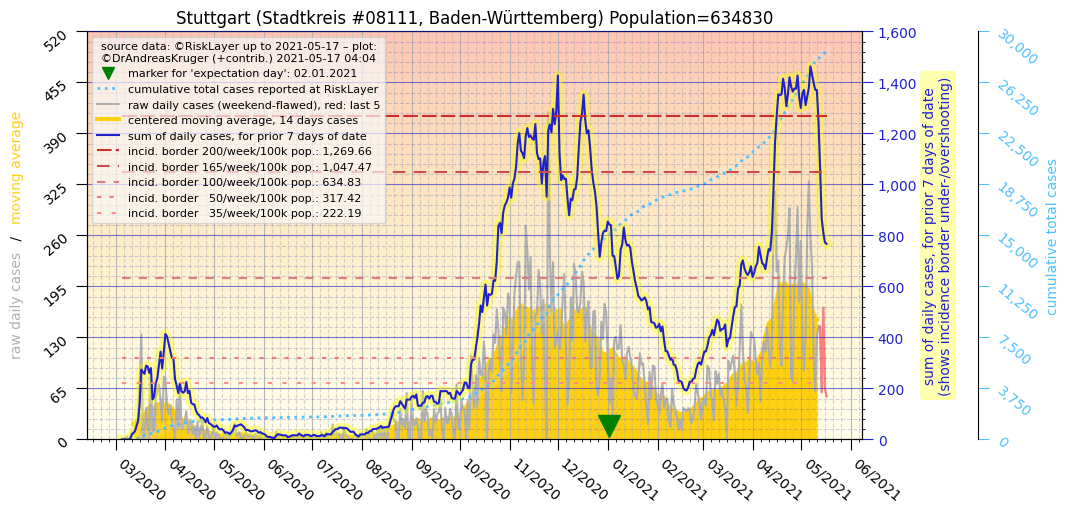 Stuttgart (Stadtkreis #08111, Baden-Württemberg) Population=634830
source data: ©RiskLayer up to 2021-05-17 – plot:
©DrAndreasKruger (+contrib.) 2021-05-17 04:04
marker for 'expectation day': 02.01.2021
cumulative total cases reported at RiskLayer
raw daily cases (weekend-flawed), red: last 5
centered moving average, 14 days cases
sum of daily cases, for prior 7 days of date
incid. border 200/week/100k pop.: 1,269.66
incid. border 165/week/100k pop.: 1,047.47
incid. border 100/week/100k pop.: 634.83
incid. border 50/week/100k pop.: 317.42
incid. border 35/week/100k pop.: 222.19
raw daily cases / moving average
520
455
390
325
260
195
130
65
0
03/2020
04/2020
05/2020
06/2020
07/2020
08/2020
09/2020
10/2020
11/2020
12/2020
01/2021
02/2021
03/2021
04/2021
05/2021
06/2021
1,600
1,400
1,200
1,000
800
600
400
200
0
sum of daily cases, for prior 7 days of date
(shows incidence border under-/overshooting)
30,000
26,250
22,500
18,750
15,000
11,250
7,500
3,750
0
cumulative total cases